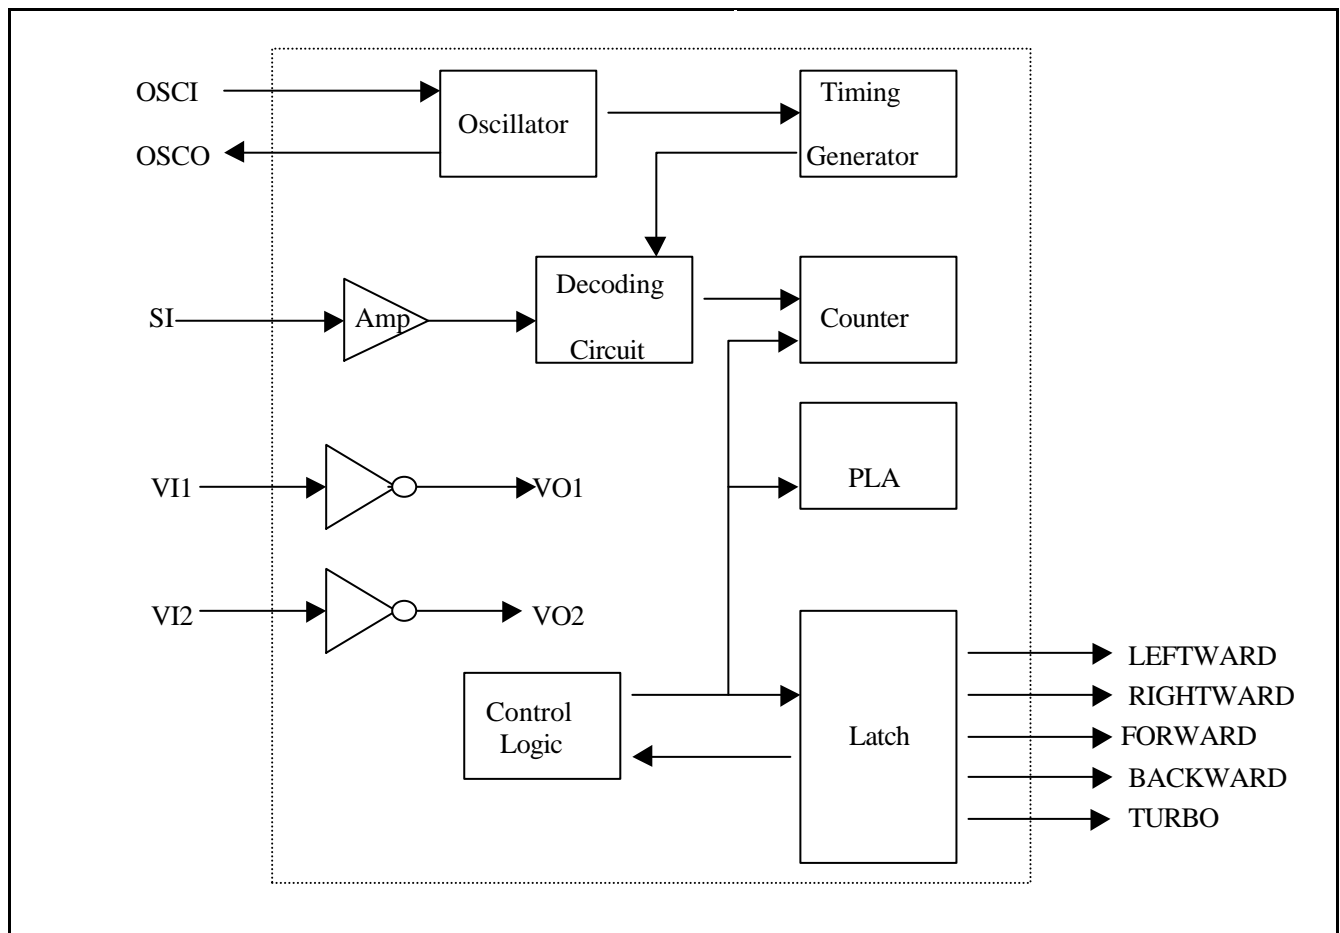 OSCI
OSCO
Oscillator
Timing
Generator
SI
Amp
Decoding
Circuit
Counter
VI1
VO1
PLA
VI2
VO2
Control
Logic
Latch
LEFTWARD
RIGHTWARD
FORWARD
BACKWARD
TURBO